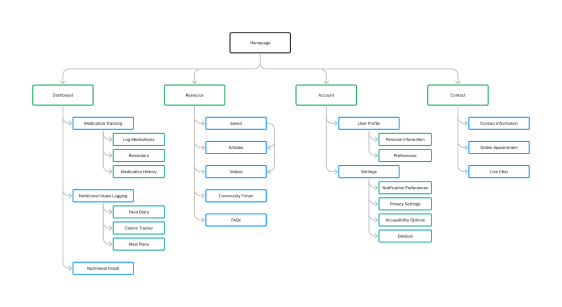 Homepage
Dashboard
Resource
Account
Contact
Medication Tracking
Log Medications
Reminders
Medication History
Nutritional Intake Logging
Food Diary
Calorie Tracker
Meal Plans
Nutritional Graph
Saved
Articles
Videos
Community Forum
FAQs
User Profile
Personal Information
Preferences
Settings
Notification Preferences
Privacy Settings
Accessibility Options
Devices
Contact Information
Online Appointment
Live Chat